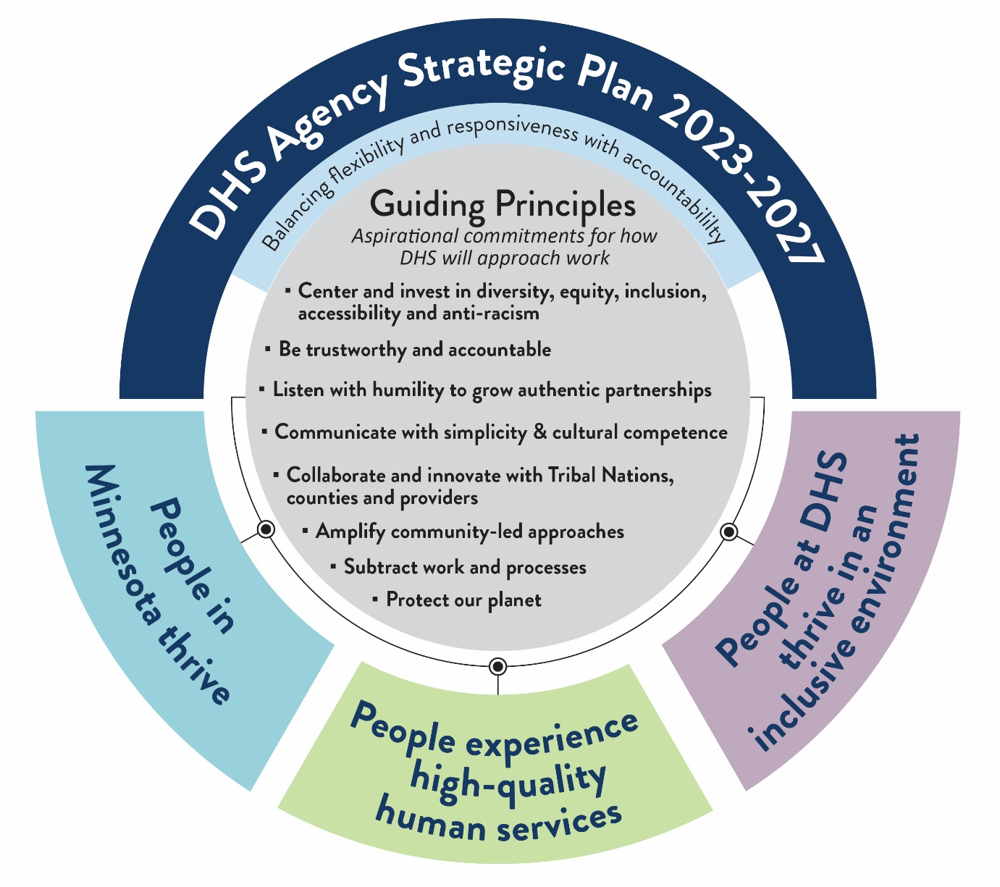 DHS Agency Strategic Plan 2023-2027
Balancing flexibility and responsiveness with accountabililty
Guiding Principles
Aspirational commitments for how
DHS will approach work
▪ Center and invest in diversity, equity, inclusion,
accessibility and anti-racism
▪ Be trustworthy and accountable
▪ Listen with humility to grow authentic partnerships
▪ Communicate with simplicity & cultural competence
▪ Collaborate and innovate with Tribal Nations,
counties and providers
▪ Amplify community-led approaches
▪ Subtract work and processes
▪ Protect our planet
People in
Minnesota thrive
People experience
high-quality
human services
People at DHS
thrive in an
inclusive environment